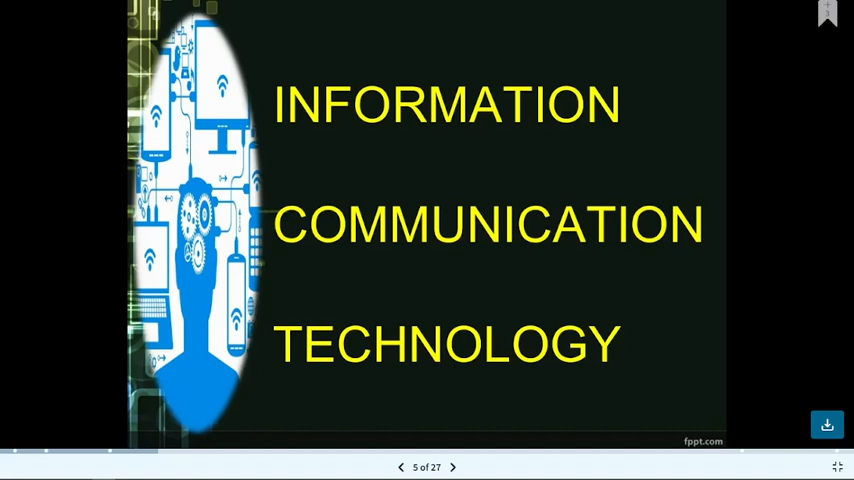 INFORMATION
COMMUNICATION
TECHNOLOGY
fppt.com
5 of 27